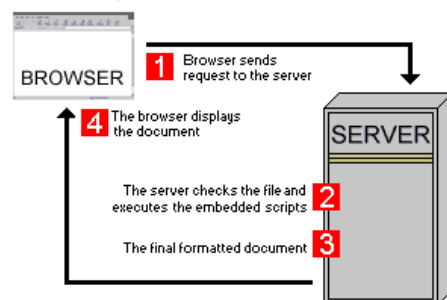 BROWSER
1 Browser sends
request to the server
4 The browser displays
the document
SERVER
The server checks the file and
executes the embedded scripts 2
The final formatted document 3